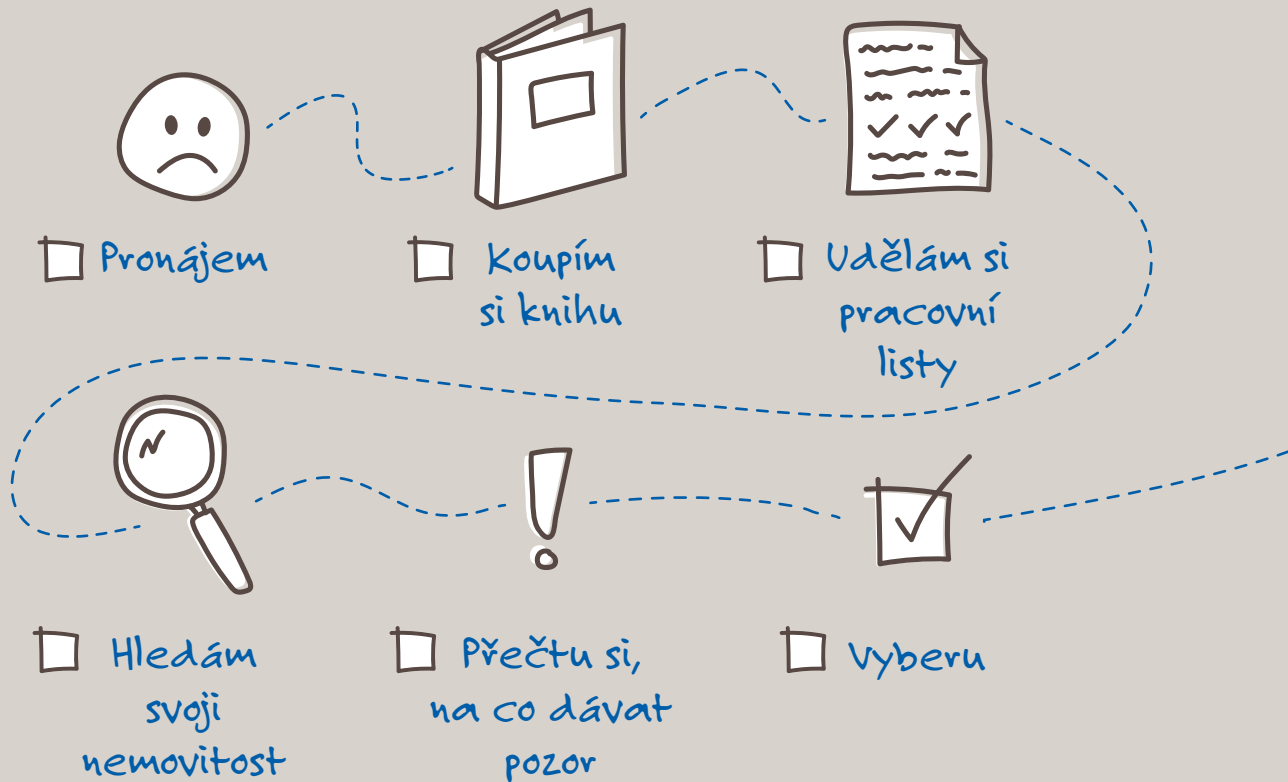 Pronájem
Koupím
si knihu
Udělám si
pracovní
listy
Hledám
svoji
nemovitost
Přečtu si,
na co dávat
pozor
Vyberu